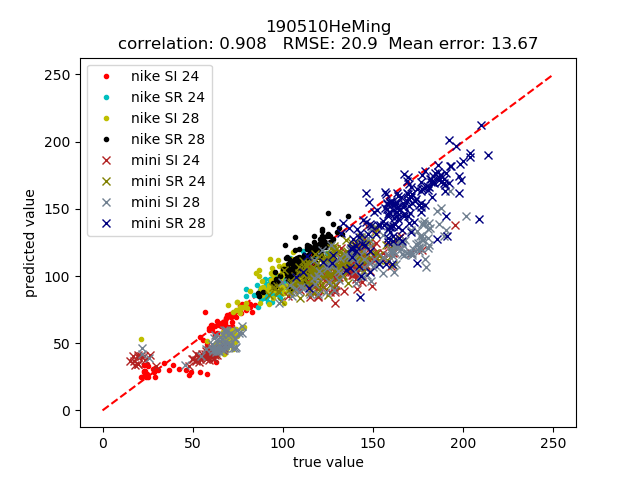 190510HeMing
correlation: 0.908   RMSE: 20.9  Mean error: 13.67
nike SI 24
nike SR 24
nike SI 28
nike SR 28
mini SI 24
mini SR 24
mini SI 28
mini SR 28
predicted value
250
200
150
100
50
0
0 50 100 150 200 250
true value